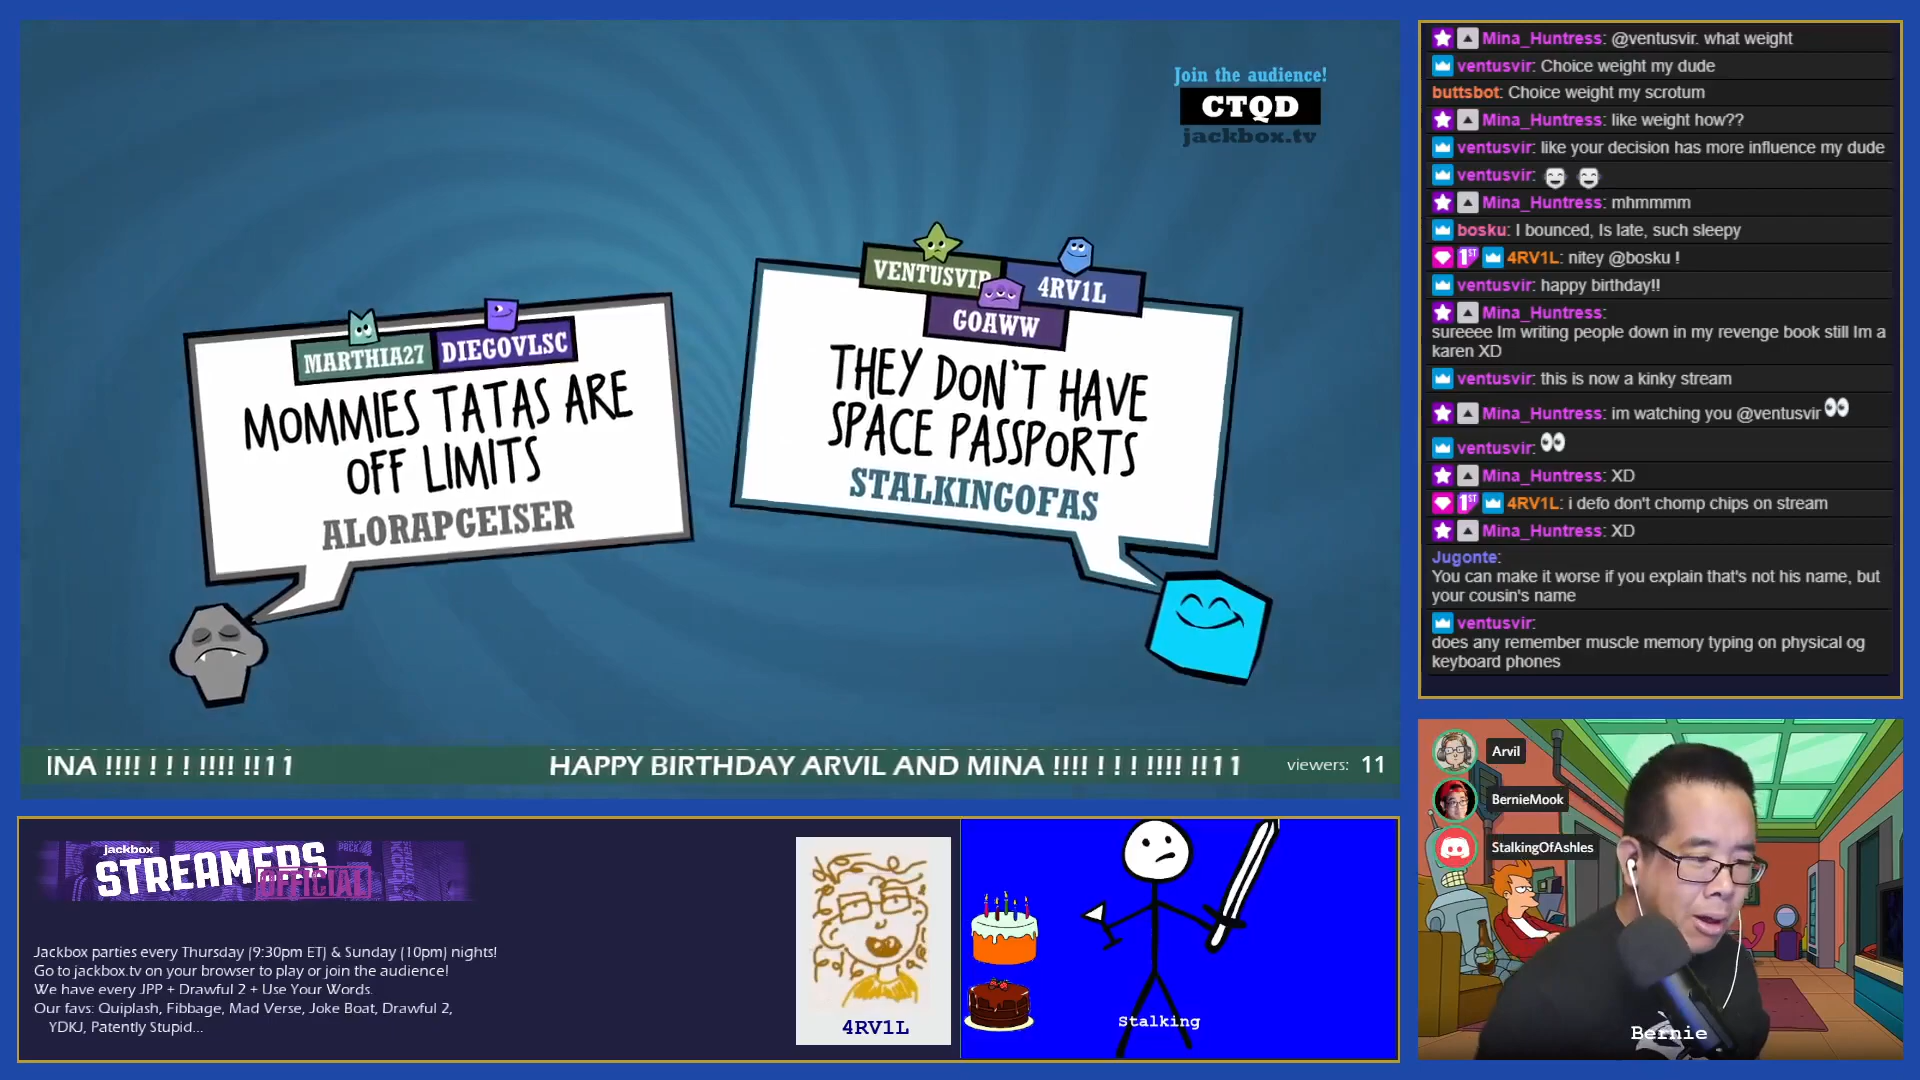 Join the audience!
CTQD
jackbox.tv
MARTHIA27
DIEGOVLSC
MOMMIES TATAS ARE
OFF LIMITS
ALORAPGEISER
VENTUSVIR
4RV1L
GOAWW
THEY DON'T HAVE
SPACE PASSPORTS
STALKINGOFAS
INA !!!! ! ! ! !!!! !!11
HAPPY BIRTHDAY ARVIL AND MINA !!!! ! ! ! !!!! !!11
viewers: 11
Mina_Huntress: @ventusvir. what weight
ventusvir: Choice weight my dude
buttsbot: Choice weight my scrotum
Mina_Huntress: like weight how??
ventusvir: like your decision has more influence my dude
ventusvir:
Mina_Huntress: mhmmmm
bosku: I bounced, Is late, such sleepy
1ST 4RV1L: nitey @bosku !
ventusvir: happy birthday!!
Mina_Huntress:
sureeee Im writing people down in my revenge book still Im a
karen XD
ventusvir: this is now a kinky stream
Mina_Huntress: im watching you @ventusvir
ventusvir:
Mina_Huntress: XD
1ST 4RV1L: i defo don't chomp chips on stream
Mina_Huntress: XD
Jugonte:
You can make it worse if you explain that's not his name, but
your cousin's name
ventusvir:
does any remember muscle memory typing on physical og
keyboard phones
jackbox
STREAMERS
OFFICIAL
Jackbox parties every Thursday (9:30pm ET) & Sunday (10pm) nights!
Go to jackbox.tv on your browser to play or join the audience!
We have every JPP + Drawful 2 + Use Your Words.
Our favs: Quiplash, Fibbage, Mad Verse, Joke Boat, Drawful 2,
YDKJ, Patently Stupid...
4RV1L
Stalking
Arvil
BernieMook
StalkingOfAshles
Bernie